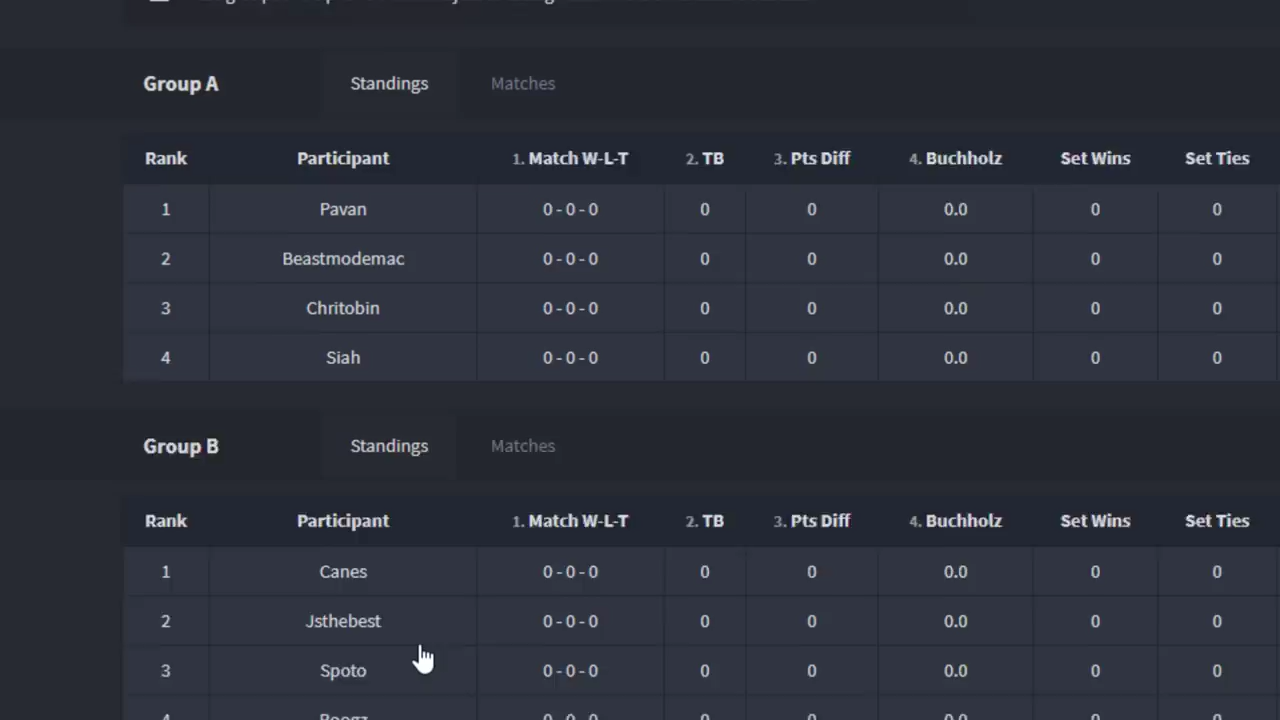 Group A Standings Matches
Rank Participant 1. Match W-L-T 2. TB 3. Pts Diff 4. Buchholz Set Wins Set Ties
1 Pavan 0 - 0 - 0 0 0 0.0 0 0
2 Beastmodemac 0 - 0 - 0 0 0 0.0 0 0
3 Chritobin 0 - 0 - 0 0 0 0.0 0 0
4 Siah 0 - 0 - 0 0 0 0.0 0 0
Group B Standings Matches
Rank Participant 1. Match W-L-T 2. TB 3. Pts Diff 4. Buchholz Set Wins Set Ties
1 Canes 0 - 0 - 0 0 0 0.0 0 0
2 Jsthebest 0 - 0 - 0 0 0 0.0 0 0
3 Spoto 0 - 0 - 0 0 0 0.0 0 0